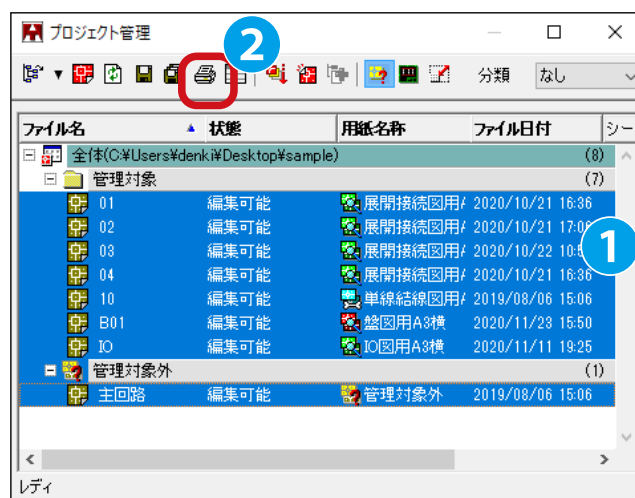 プロジェクト管理
2
分類 なし
ファイル名 状態 用紙名称 ファイル日付 シー
全体(C:¥Users¥denki¥Desktop¥sample) (8)
管理対象 (7)
01 編集可能 展開接続図用 2020/10/21 16:36
02 編集可能 展開接続図用 2020/10/21 17:0
03 編集可能 展開接続図用 2020/10/22 10:
1
04 編集可能 展開接続図用 2020/10/21 16:36
10 編集可能 単線結線図用 2019/08/06 15:06
B01 編集可能 盤図用A3横 2020/11/23 15:50
IO 編集可能 IO図用A3横 2020/11/11 19:25
管理対象外 (1)
主回路 編集可能 管理対象外 2019/08/06 15:06
レディ